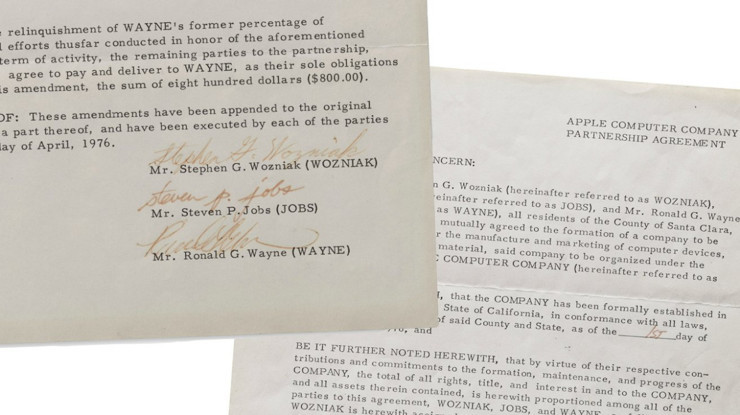 relinquishment of WAYNE's former percentage of
efforts thusfar conducted in honor of the aforementioned
term of activity, the remaining parties to the partnership,
agree to pay and deliver to WAYNE, as their sole obligations
is amendment, the sum of eight hundred dollars ($800.00).
OF: These amendments have been appended to the original
a part thereof, and have been executed by each of the parties
day of April, 1976.
Stephen G. Wozniak
Mr. Stephen G. Wozniak (WOZNIAK)
steven p. jobs
Mr. Steven P. Jobs (JOBS)
Mr. Ronald G. Wayne (WAYNE)
APPLE COMPUTER COMPANY
PARTNERSHIP AGREEMENT
NCERN:
n G. Wozniak (hereinafter referred to as WOZNIAK),
einafter referred to as JOBS), and Mr. Ronald G. Wayne
as WAYNE), all residents of the County of Santa Clara,
mutually agreed to the formation of a company to be
r the manufacture and marketing of computer devices,
material, said company to be organized under the
C COMPUTER COMPANY (hereinafter referred to as
H, that the COMPANY has been formally established in
State of California, in conformance with all laws,
of said County and State, as of the 1st day of
and
BE IT FURTHER NOTED HEREWITH, that by virtue of their respective con-
tributions and commitments to the formation, maintenance, and progress of the
COMPANY, the total of all rights, title, and interest in and to the COMPANY,
and all assets therein contained, is herewith proportioned among all of the
parties to this agreement, WOZNIAK, JOBS, and WAYNE.
WOZNIAK is herewith